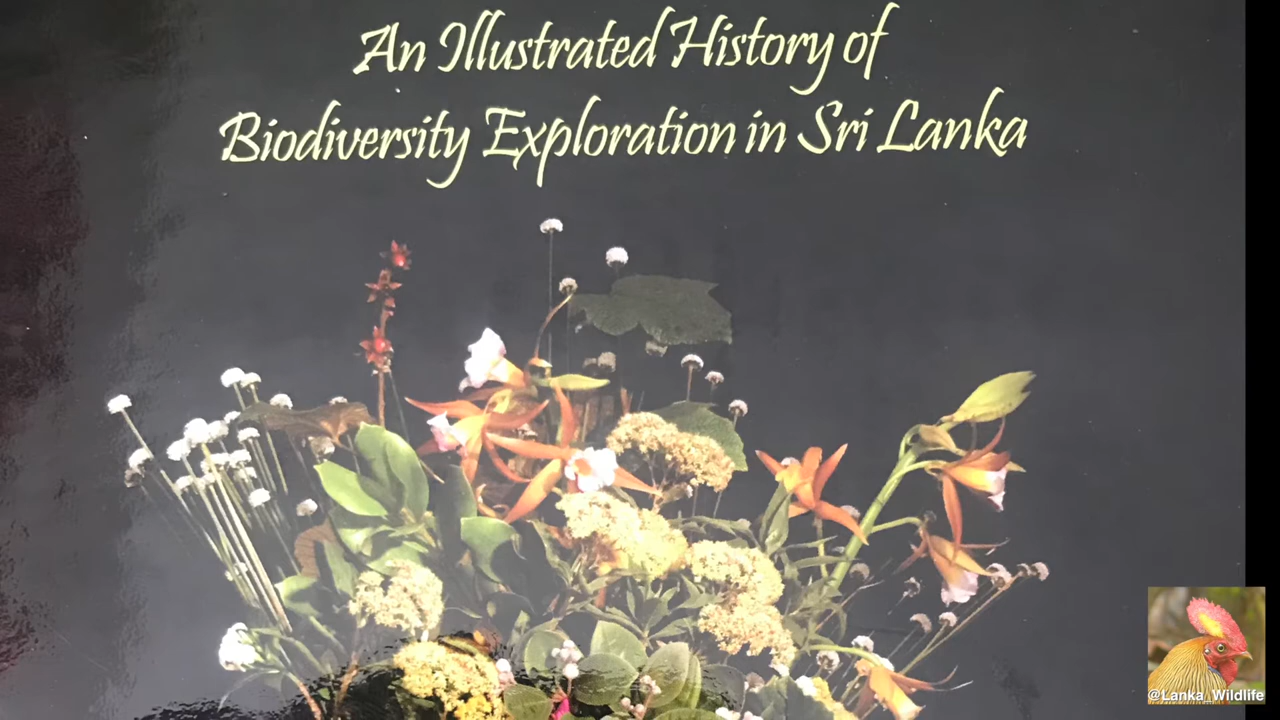 An Illustrated History of
Biodiversity Exploration in Sri Lanka
@Lanka_Wildlife